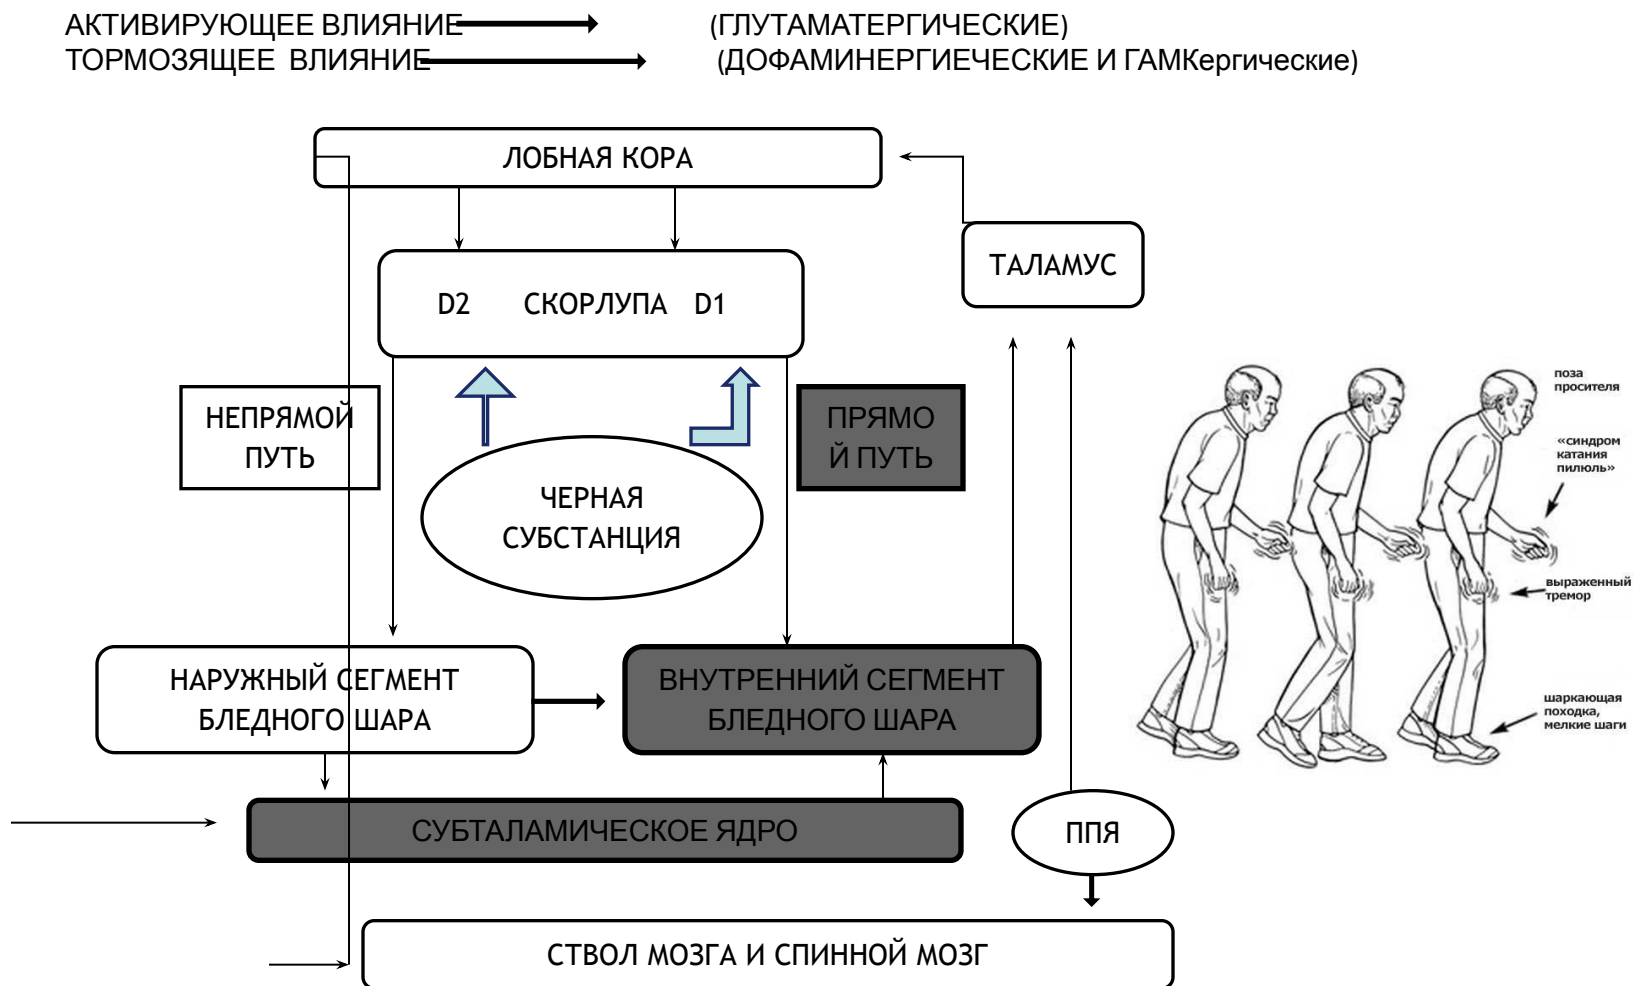 АКТИВИРУЮЩЕЕ ВЛИЯНИЕ (ГЛУТАМАТЕРГИЧЕСКИЕ)
ТОРМОЗЯЩЕЕ ВЛИЯНИЕ (ДОФАМИНЕРГИЕЧЕСКИЕ И ГАМКергические)
ЛОБНАЯ КОРА
ТАЛАМУС
D2 СКОРЛУПА D1
НЕПРЯМОЙ
ПУТЬ
ПРЯМО
Й ПУТЬ
ЧЕРНАЯ
СУБСТАНЦИЯ
поза
просителя
«синдром
катания
пилюль»
выраженный
тремор
шаркающая
походка,
мелкие шаги
НАРУЖНЫЙ СЕГМЕНТ
БЛЕДНОГО ШАРА
ВНУТРЕННИЙ СЕГМЕНТ
БЛЕДНОГО ШАРА
СУБТАЛАМИЧЕСКОЕ ЯДРО
ППЯ
СТВОЛ МОЗГА И СПИННОЙ МОЗГ